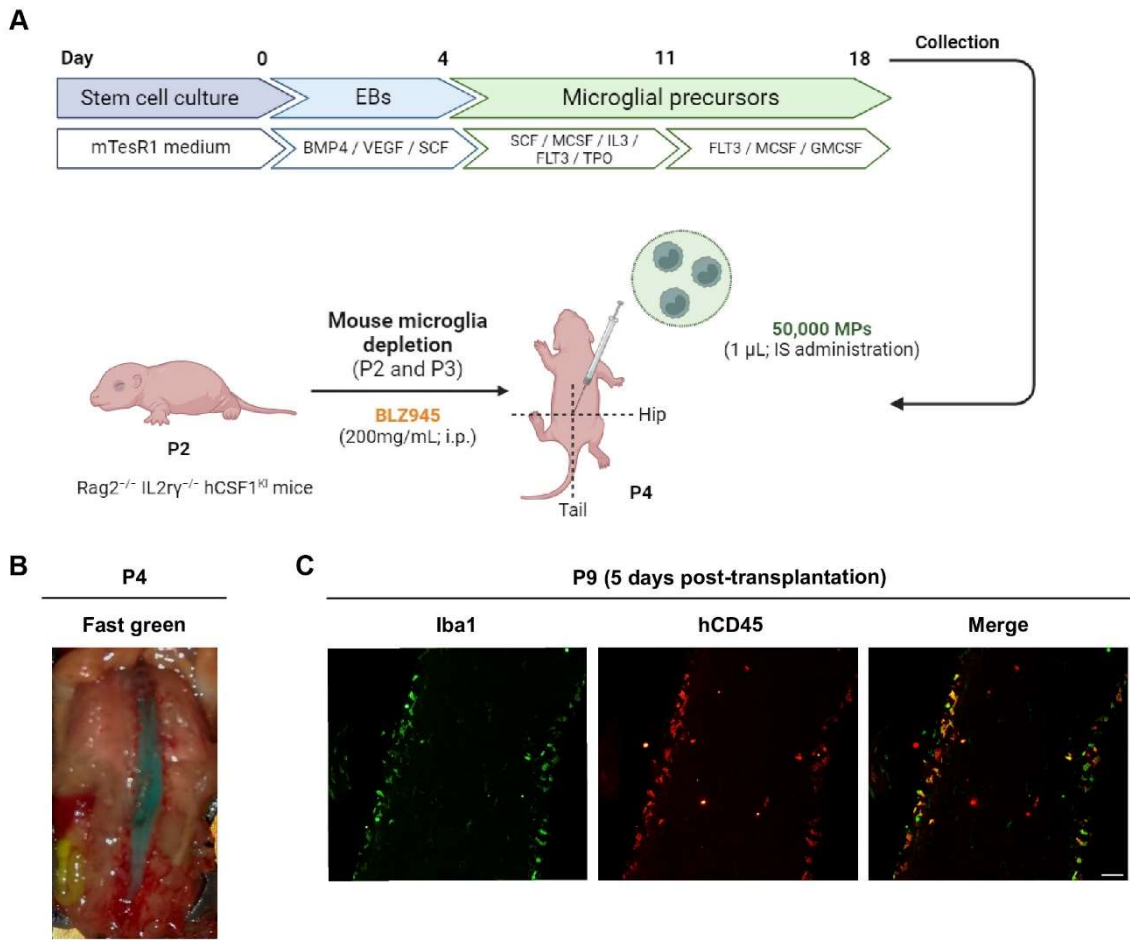 A
Day 0 4 11 18 Collection
Stem cell culture EBs Microglial precursors
mTesR1 medium BMP4 / VEGF / SCF SCF / MCSF / IL3 / FLT3 / MCSF / GMCSF
FLT3 / TPO
Mouse microglia
depletion
(P2 and P3)
BLZ945
(200mg/mL; i.p.)
P2
Rag2⁻/⁻ IL2rγ⁻/⁻ hCSF1ᴷᴵ mice
50,000 MPs
(1 µL; IS administration)
Hip
P4
Tail
B
P4
Fast green
C
P9 (5 days post-transplantation)
Iba1 hCD45 Merge